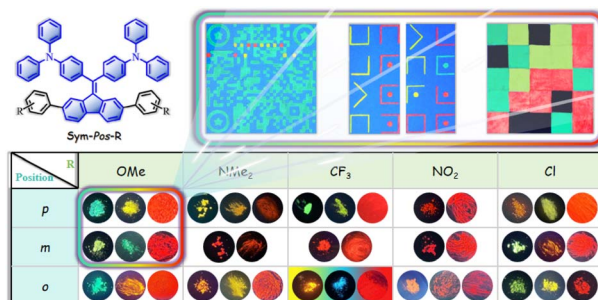 N N
R R
Sym-Pos-R
R
Position
OMe NMe₂ CF₃ NO₂ Cl
p
m
o